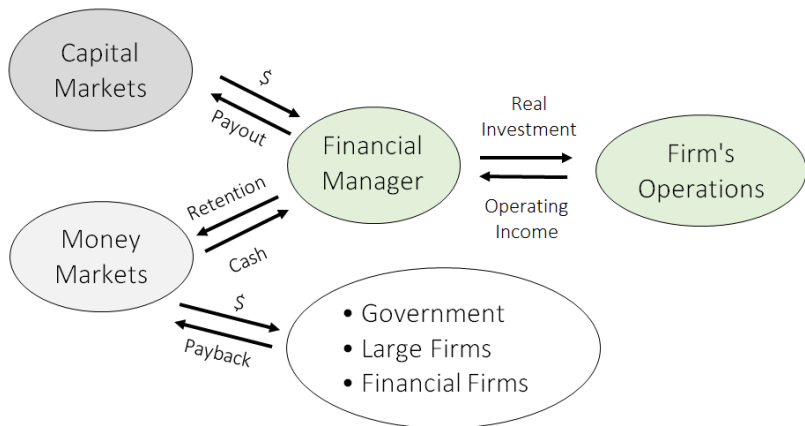 Capital
Markets
$
Payout
Financial
Manager
Real
Investment
Operating
Income
Firm's
Operations
Retention
Cash
Money
Markets
$
Payback
• Government
• Large Firms
• Financial Firms